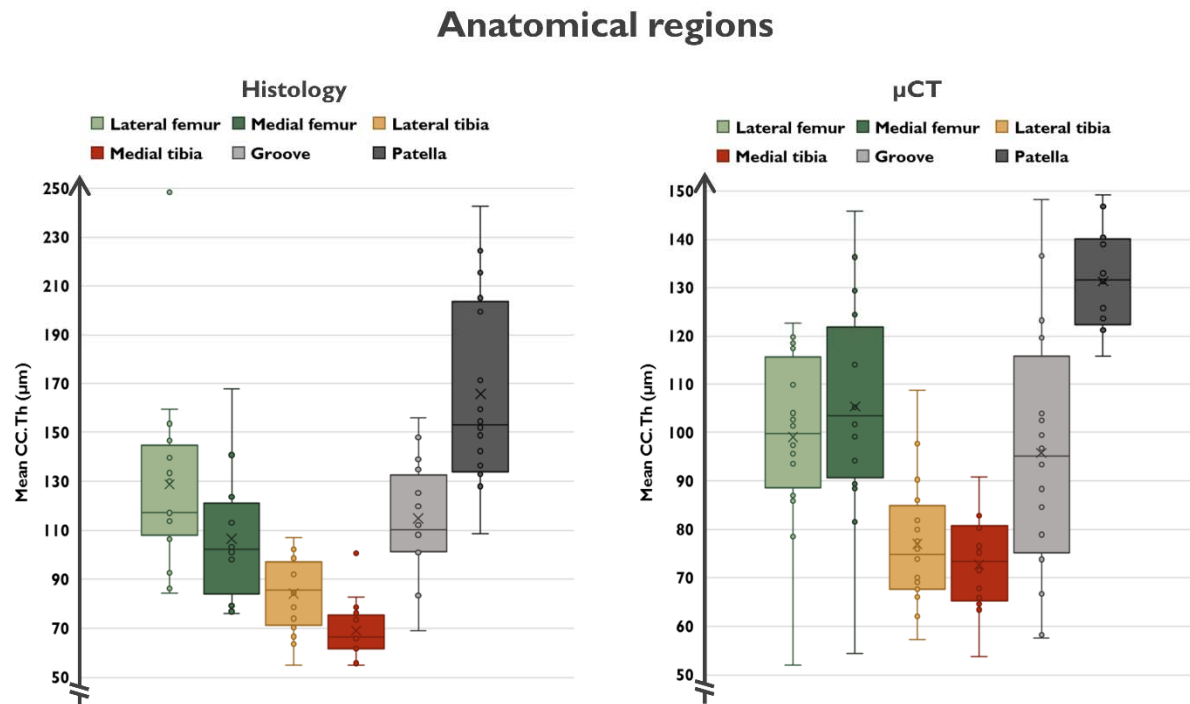 Anatomical regions
Histology
Lateral femur Medial femur Lateral tibia
Medial tibia Groove Patella
250
230
210
190
170
150
130
110
90
70
50
Mean CC.Th (µm)
µCT
Lateral femur Medial femur Lateral tibia
Medial tibia Groove Patella
150
140
130
120
110
100
90
80
70
60
50
Mean CC.Th (µm)